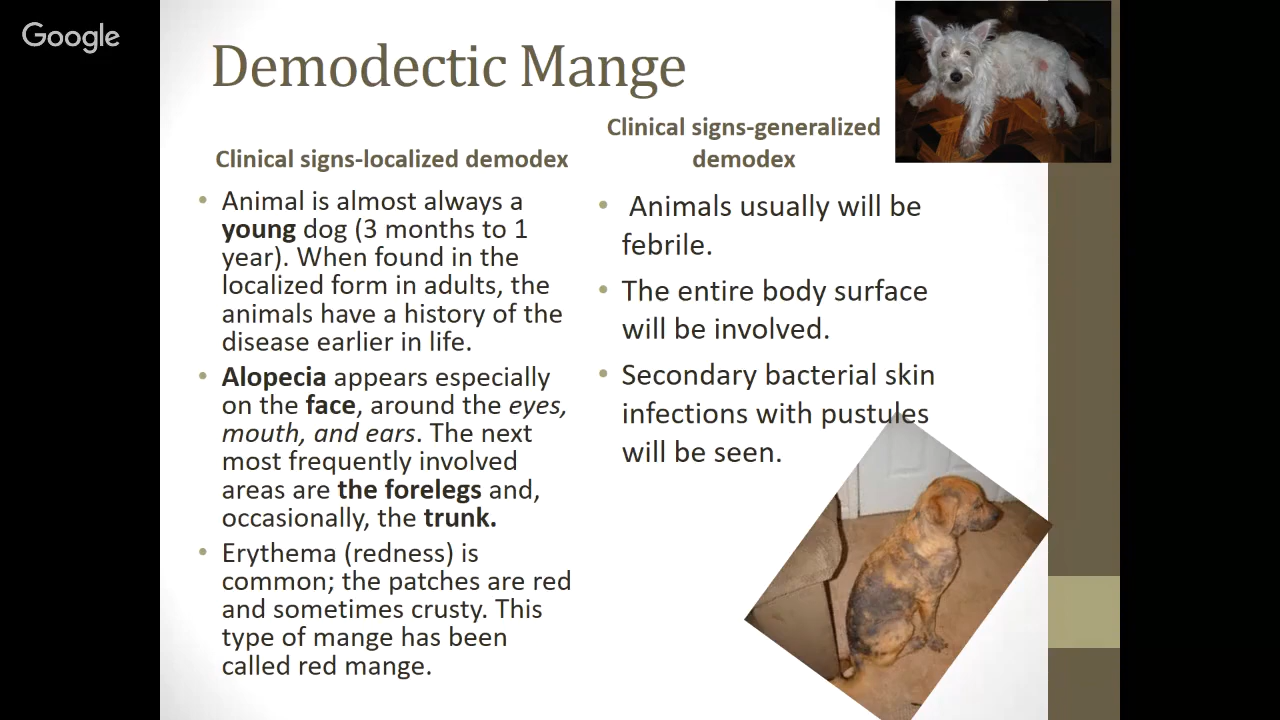 Google
Demodectic Mange
Clinical signs-localized demodex
• Animal is almost always a
young dog (3 months to 1
year). When found in the
localized form in adults, the
animals have a history of the
disease earlier in life.
• Alopecia appears especially
on the face, around the eyes,
mouth, and ears. The next
most frequently involved
areas are the forelegs and,
occasionally, the trunk.
• Erythema (redness) is
common; the patches are red
and sometimes crusty. This
type of mange has been
called red mange.
Clinical signs-generalized
demodex
• Animals usually will be
febrile.
• The entire body surface
will be involved.
• Secondary bacterial skin
infections with pustules
will be seen.